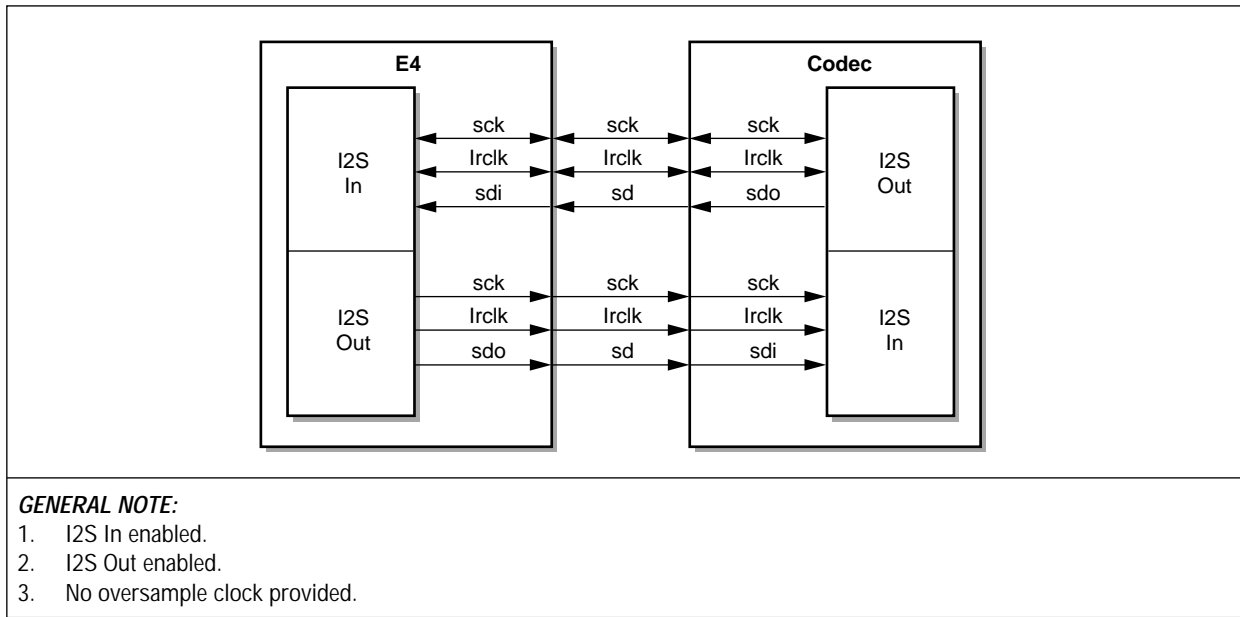 E4
Codec
sck sck sck
lrclk lrclk lrclk
sdi sd sdo
I2S
In
I2S
Out
sck sck sck
lrclk lrclk lrclk
sdo sd sdi
I2S
Out
I2S
In
GENERAL NOTE:
1. I2S In enabled.
2. I2S Out enabled.
3. No oversample clock provided.